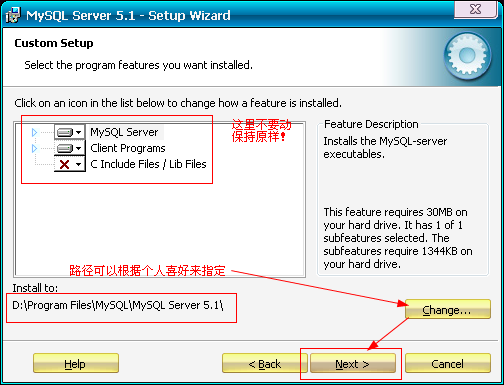 MySQL Server 5.1 - Setup Wizard
Custom Setup
Select the program features you want installed.
Click on an icon in the list below to change how a feature is installed.
MySQL Server
Client Programs
C Include Files / Lib Files
这里不要动
保持原样!
Feature Description
Installs the MySQL-server
executables.
This feature requires 30MB on
your hard drive. It has 1 of 1
subfeatures selected. The
subfeatures require 1344KB on
your hard drive.
路径可以根据个人喜好来指定
Install to:
D:\Program Files\MySQL\MySQL Server 5.1\
Change...
Help
< Back
Next >
Cancel